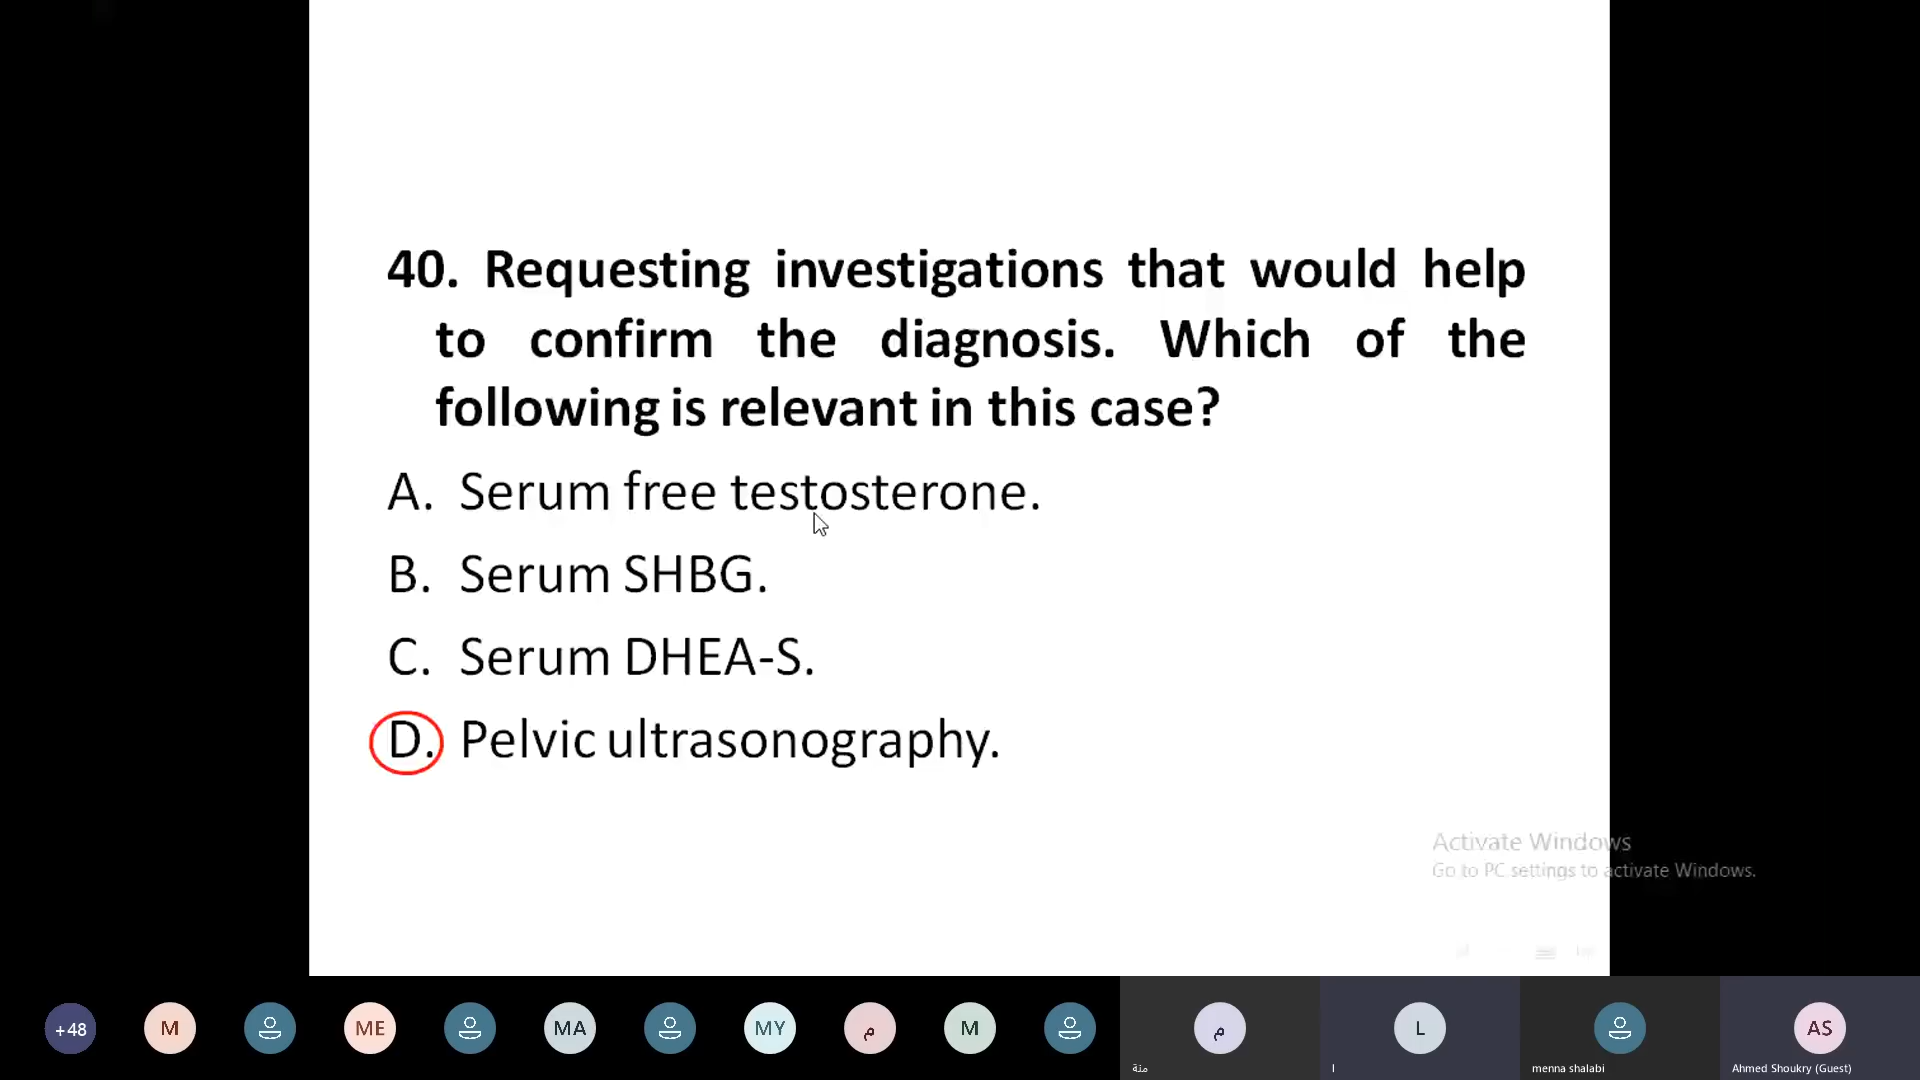 40. Requesting investigations that would help
to confirm the diagnosis. Which of the
following is relevant in this case?
A. Serum free testosterone.
B. Serum SHBG.
C. Serum DHEA-S.
D. Pelvic ultrasonography.
Activate Windows
Go to PC settings to activate Windows.
+48
M
ME
MA
MY
م
M
م
L
AS
منة
l
menna shalabi
Ahmed Shoukry (Guest)